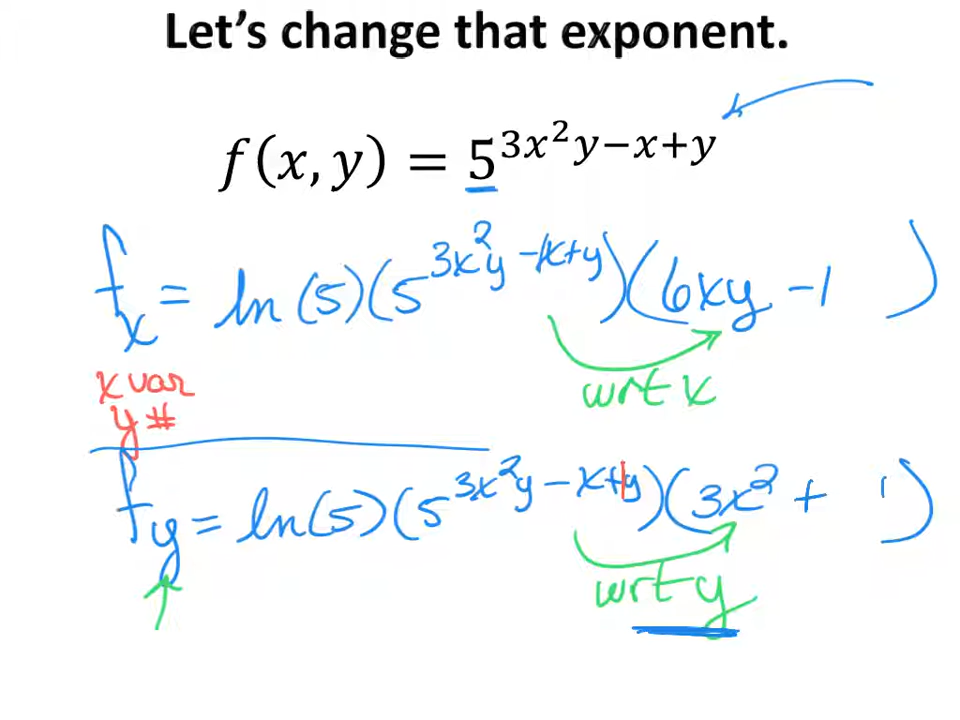 Let's change that exponent.
f(x, y) = 5^{3x²y−x+y}
f_x = ln(5)(5^{3x²y−x+y})(6xy − 1)
wrt x
x var
y #
f_y = ln(5)(5^{3x²y−x+y})(3x² + 1)
wrt y